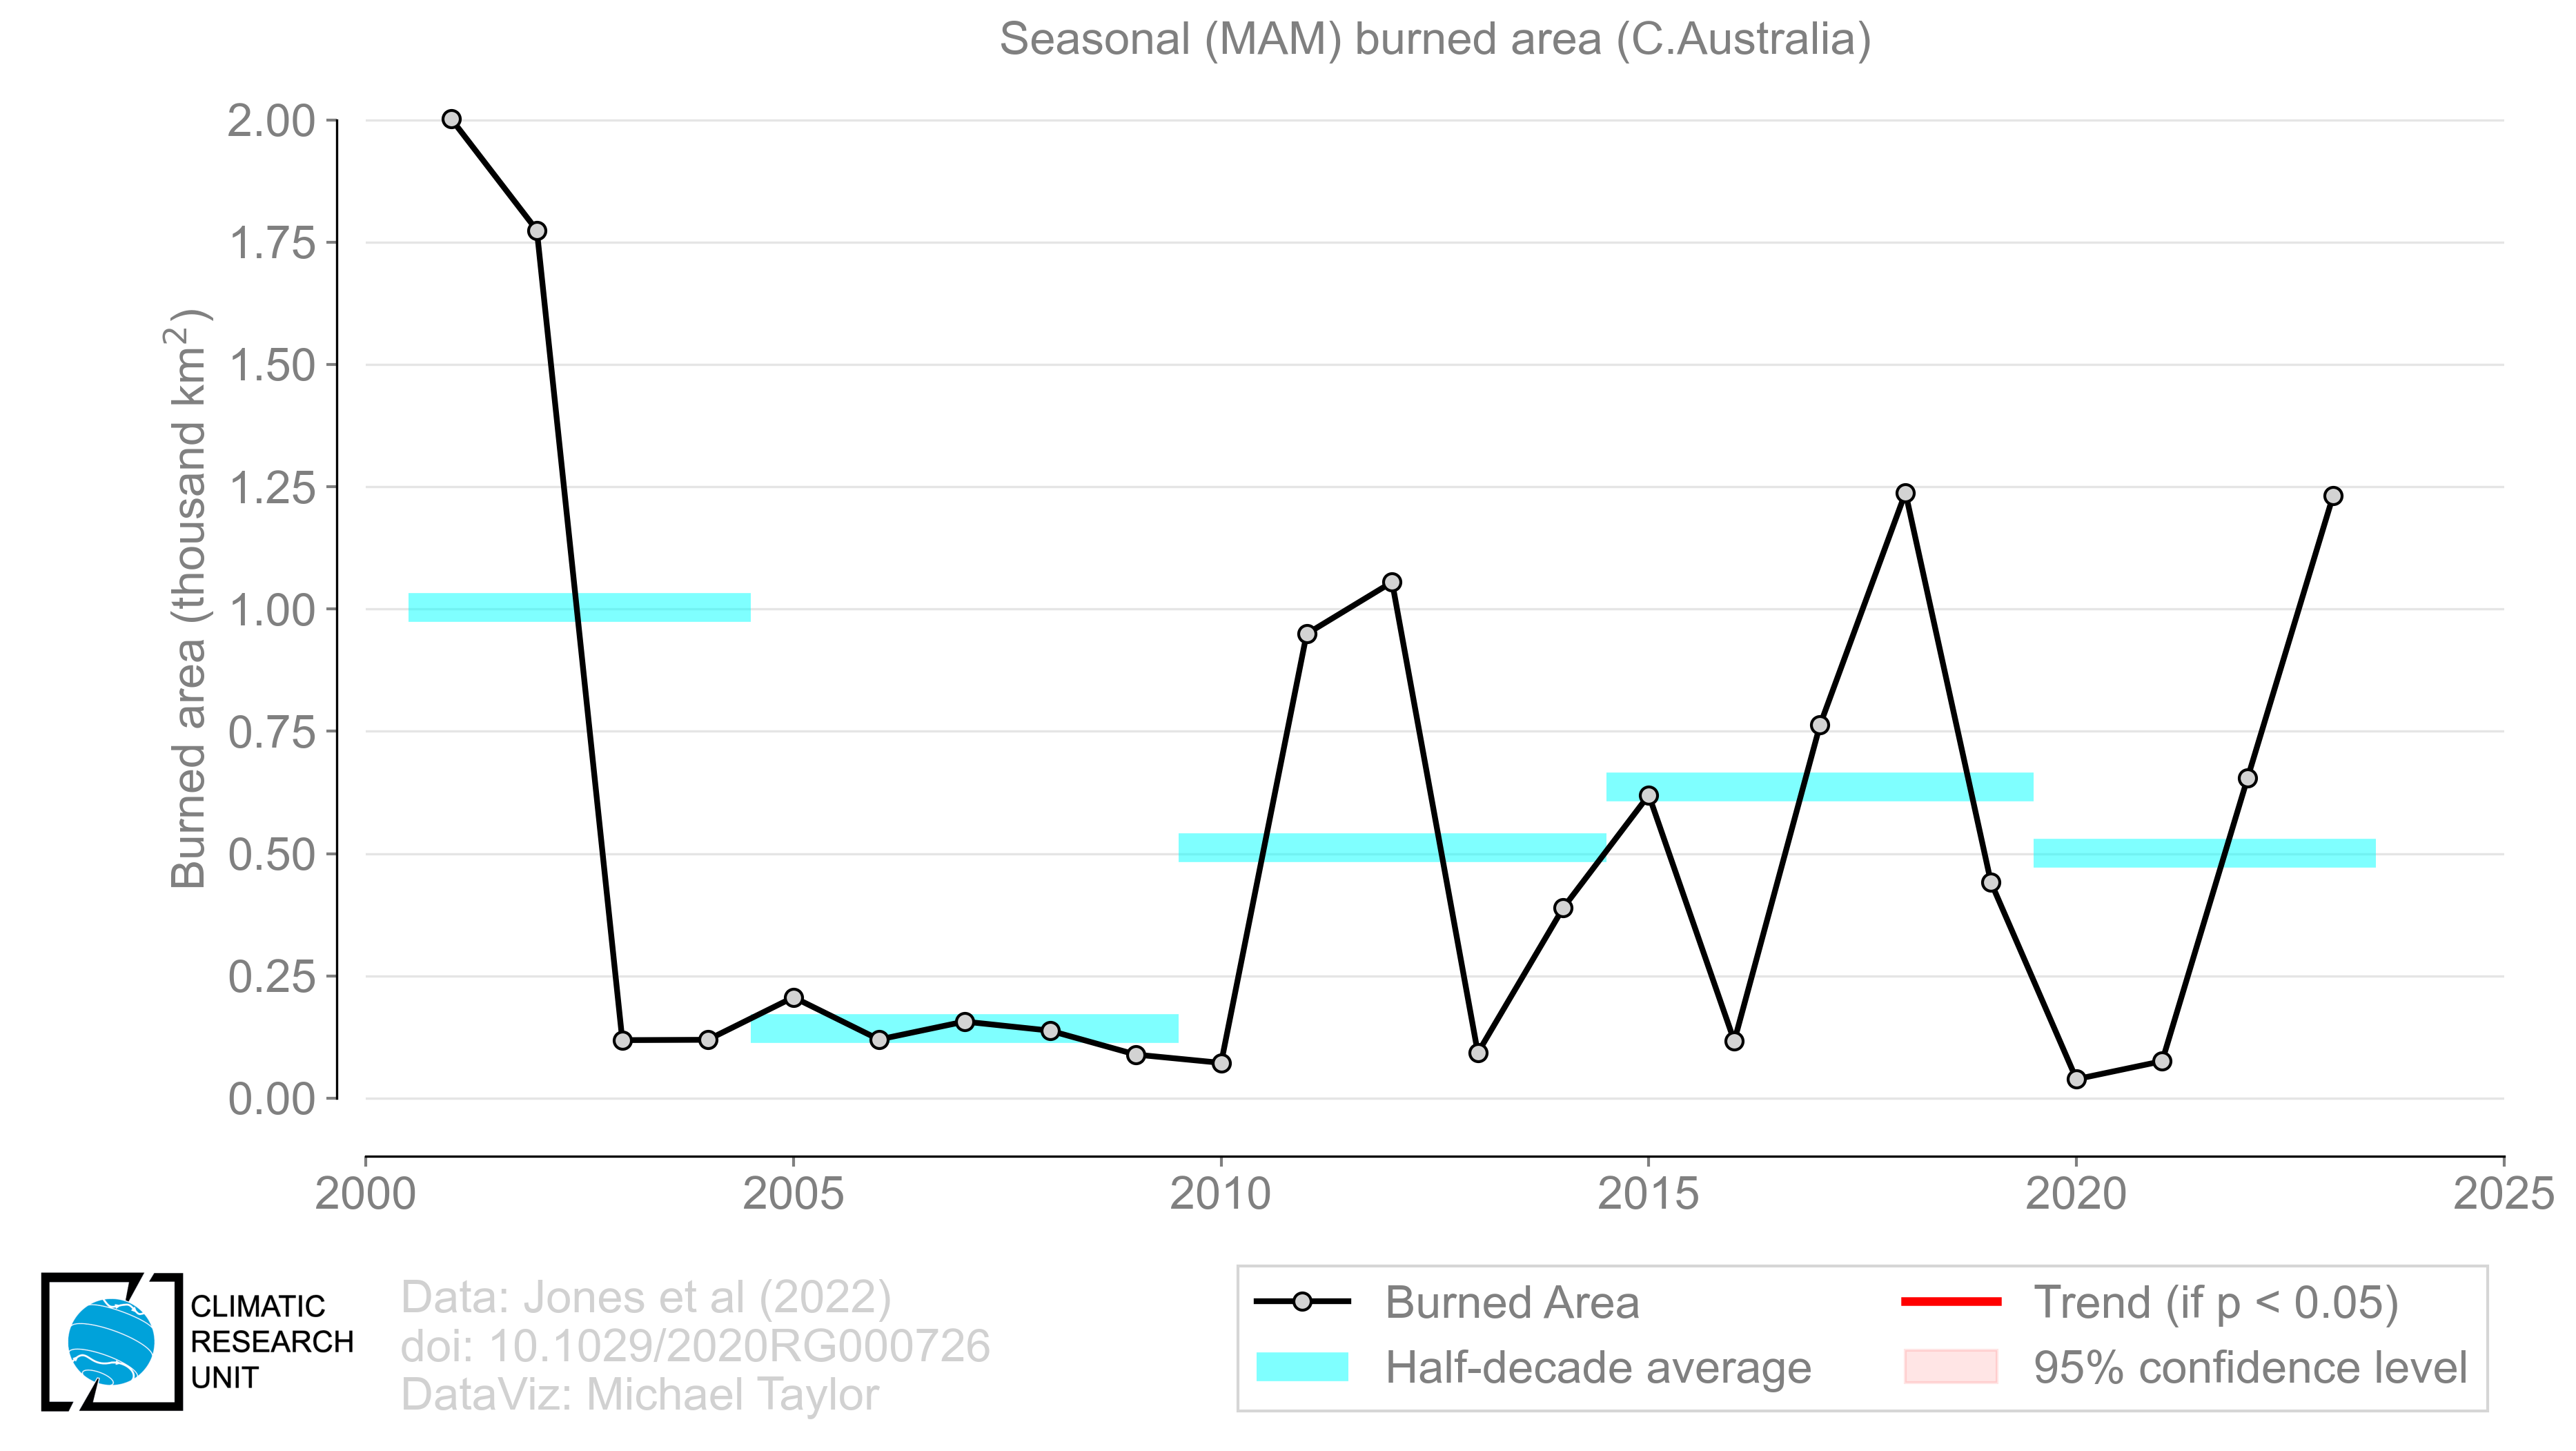 Seasonal (MAM) burned area (C.Australia)
Burned area (thousand km²)
2.00
1.75
1.50
1.25
1.00
0.75
0.50
0.25
0.00
2000 2005 2010 2015 2020 2025
CLIMATIC
RESEARCH
UNIT
Data: Jones et al (2022)
doi: 10.1029/2020RG000726
DataViz: Michael Taylor
Burned Area
Half-decade average
Trend (if p < 0.05)
95% confidence level